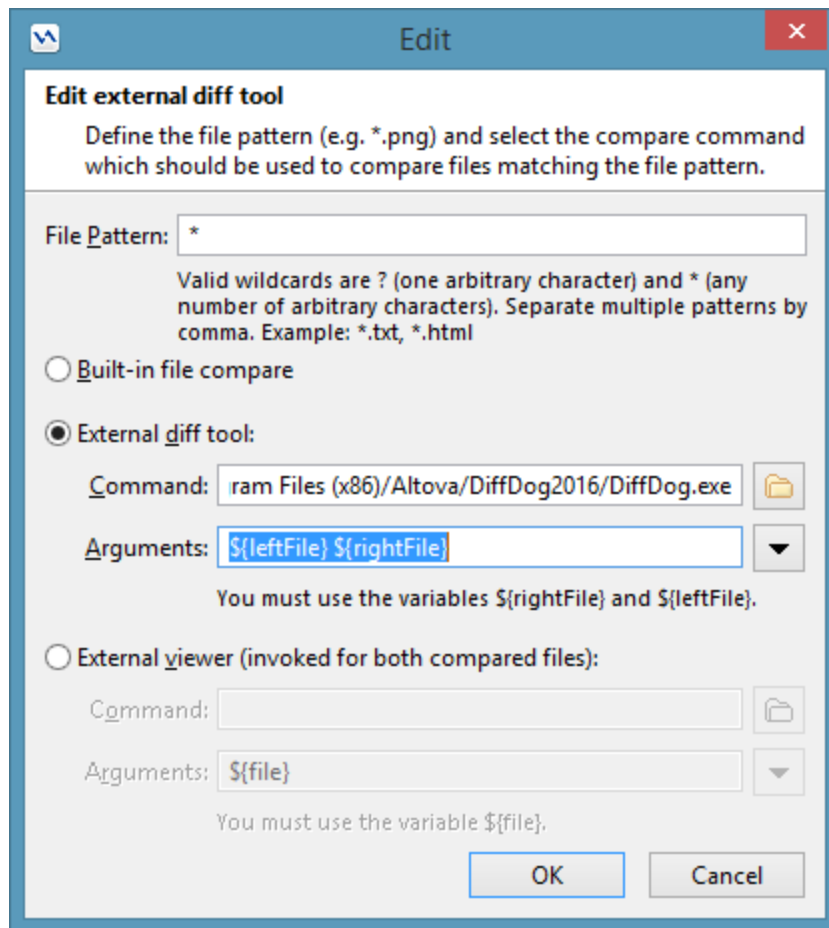 Edit
Edit external diff tool
Define the file pattern (e.g. *.png) and select the compare command
which should be used to compare files matching the file pattern.
File Pattern: *
Valid wildcards are ? (one arbitrary character) and * (any
number of arbitrary characters). Separate multiple patterns by
comma. Example: *.txt, *.html
Built-in file compare
External diff tool:
Command: ram Files (x86)/Altova/DiffDog2016/DiffDog.exe
Arguments: ${leftFile} ${rightFile}
You must use the variables ${rightFile} and ${leftFile}.
External viewer (invoked for both compared files):
Command:
Arguments: ${file}
You must use the variable ${file}.
OK Cancel